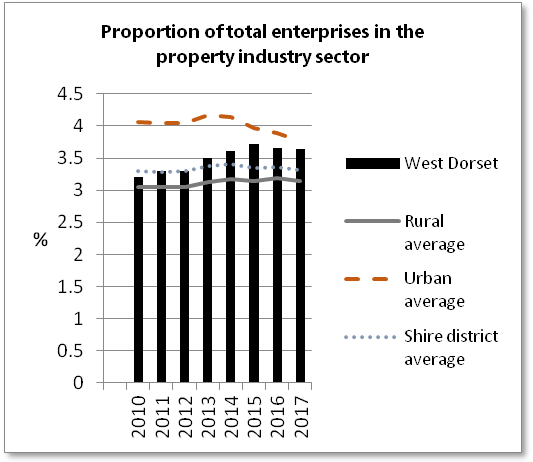 Proportion of total enterprises in the
property industry sector
4.5
4
3.5
3
2.5
2
1.5
1
0.5
0
%
2010
2011
2012
2013
2014
2015
2016
2017
West Dorset
Rural
average
Urban
average
Shire district
average